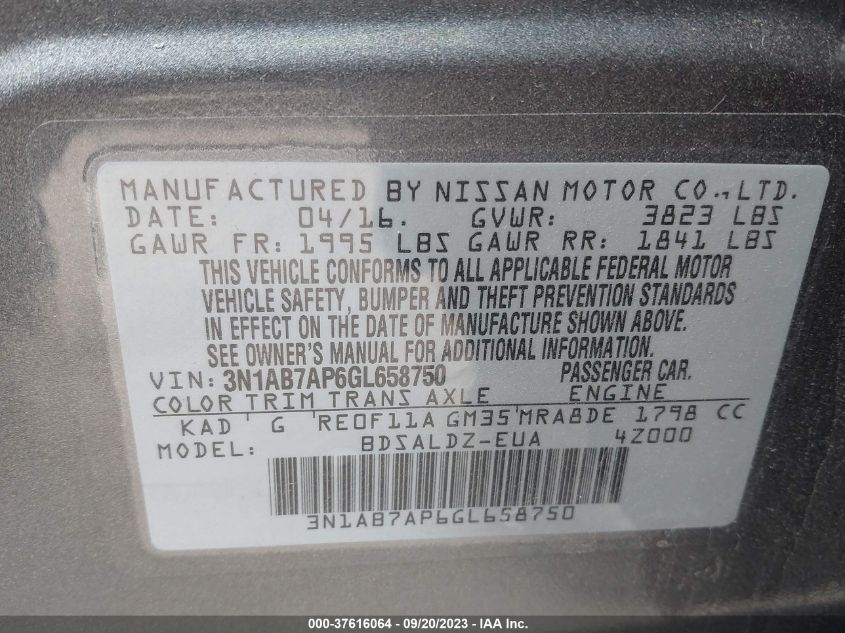 MANUFACTURED BY NISSAN MOTOR CO.,LTD.
DATE: 04/16. GVWR: 3823 LBS
GAWR FR: 1995 LBS GAWR RR: 1841 LBS
THIS VEHICLE CONFORMS TO ALL APPLICABLE FEDERAL MOTOR
VEHICLE SAFETY, BUMPER AND THEFT PREVENTION STANDARDS
IN EFFECT ON THE DATE OF MANUFACTURE SHOWN ABOVE.
SEE OWNER'S MANUAL FOR ADDITIONAL INFORMATION.
VIN: 3N1AB7AP6GL658750 PASSENGER CAR.
COLOR TRIM TRANS AXLE ENGINE
KAD G RE0F11A GM35 MRA8DE 1798 CC
MODEL: BDSALDZ-EUA 4Z000
3N1AB7AP6GL658750
000-37616064 / 09/20/2023 - IAA Inc.